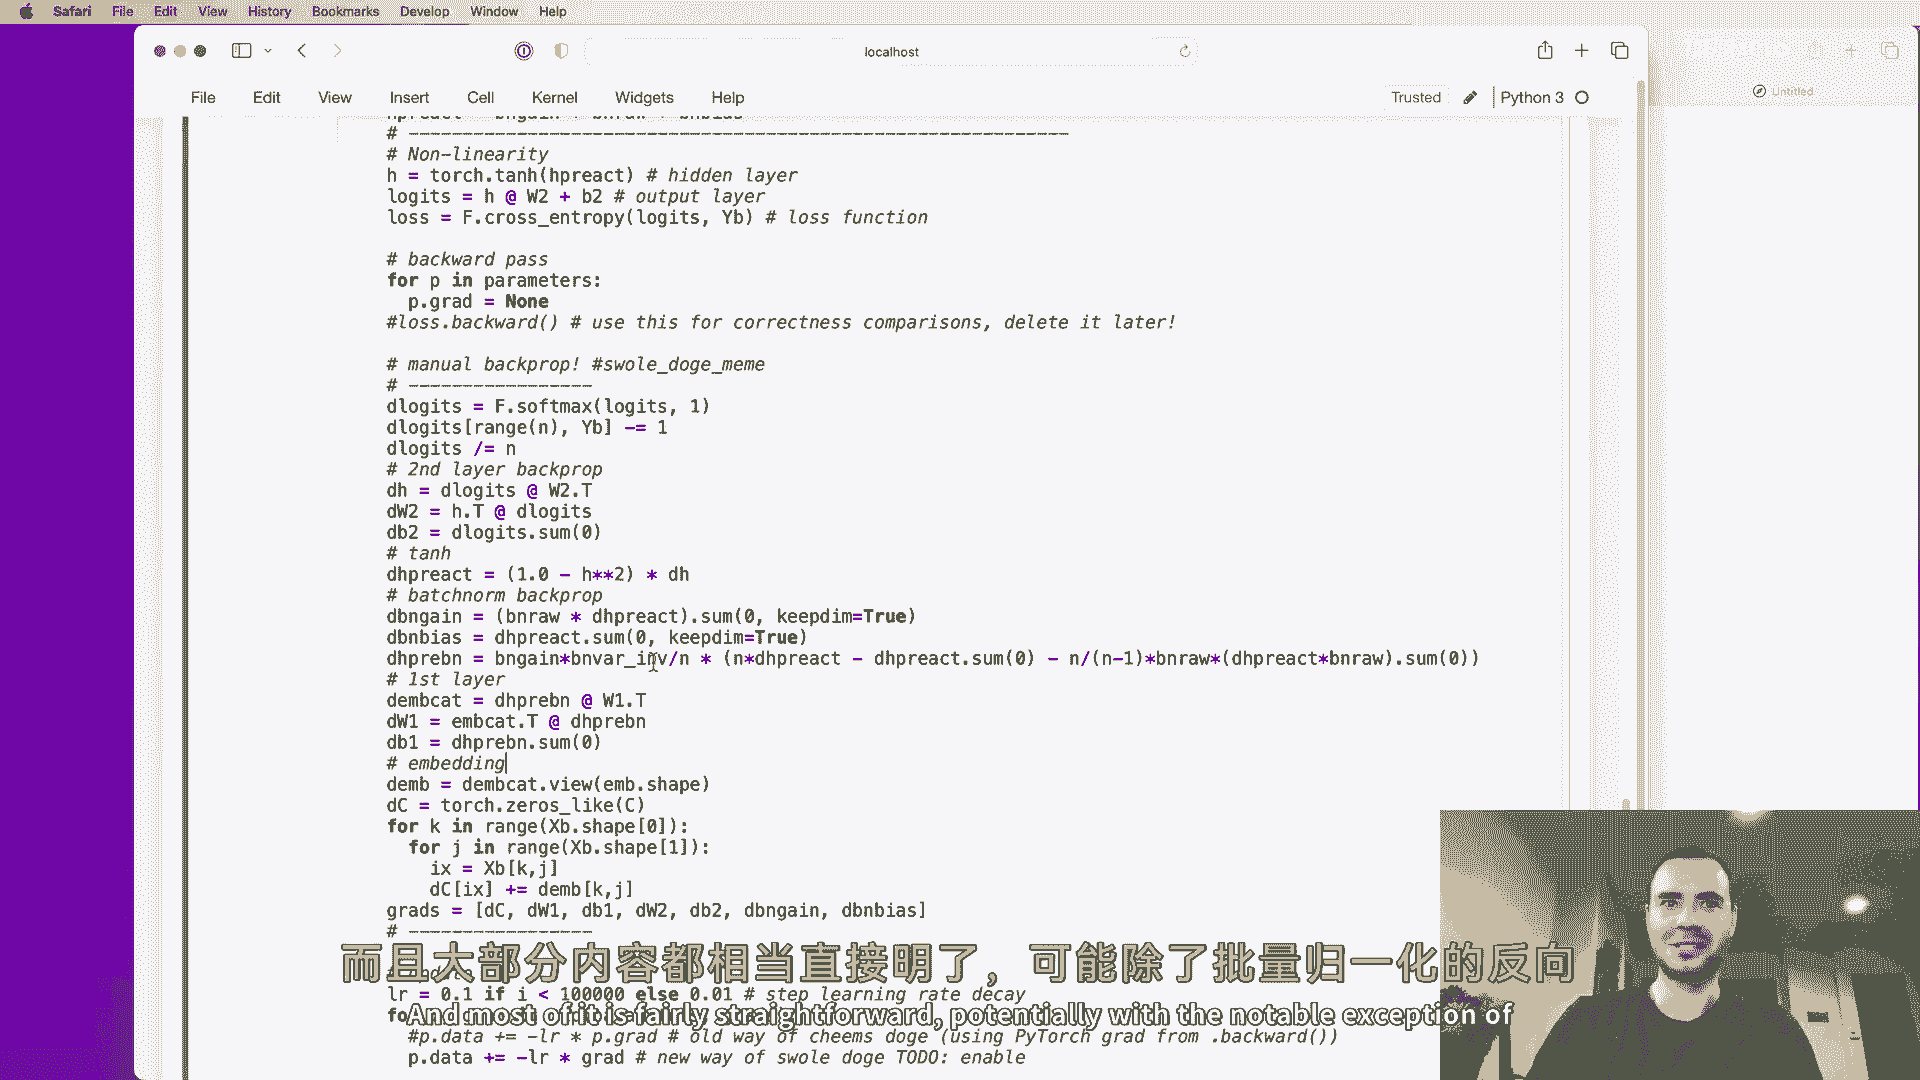 Safari File Edit View History Bookmarks Develop Window Help
localhost
Untitled
File Edit View Insert Cell Kernel Widgets Help
Trusted Python 3
# ------------------------------------------------------------
# Non-linearity
h = torch.tanh(hpreact) # hidden layer
logits = h @ W2 + b2 # output layer
loss = F.cross_entropy(logits, Yb) # loss function
# backward pass
for p in parameters:
p.grad = None
#loss.backward() # use this for correctness comparisons, delete it later!
# manual backprop! #swole_doge_meme
# -----------------
dlogits = F.softmax(logits, 1)
dlogits[range(n), Yb] -= 1
dlogits /= n
# 2nd layer backprop
dh = dlogits @ W2.T
dW2 = h.T @ dlogits
db2 = dlogits.sum(0)
# tanh
dhpreact = (1.0 - h**2) * dh
# batchnorm backprop
dbngain = (bnraw * dhpreact).sum(0, keepdim=True)
dbnbias = dhpreact.sum(0, keepdim=True)
dhprebn = bngain*bnvar_inv/n * (n*dhpreact - dhpreact.sum(0) - n/(n-1)*bnraw*(dhpreact*bnraw).sum(0))
# 1st layer
dembcat = dhprebn @ W1.T
dW1 = embcat.T @ dhprebn
db1 = dhprebn.sum(0)
# embedding
demb = dembcat.view(emb.shape)
dC = torch.zeros_like(C)
for k in range(Xb.shape[0]):
for j in range(Xb.shape[1]):
ix = Xb[k,j]
dC[ix] += demb[k,j]
grads = [dC, dW1, db1, dW2, db2, dbngain, dbnbias]
# -----------------
而且大部分内容都相当直接明了，可能除了批量归一化的反向
lr = 0.1 if i < 100000 else 0.01 # step learning rate decay
And most of it is fairly straightforward, potentially with the notable exception of
#p.data += -lr * p.grad # old way of cheems doge (using PyTorch grad from .backward())
p.data += -lr * grad # new way of swole doge TODO: enable